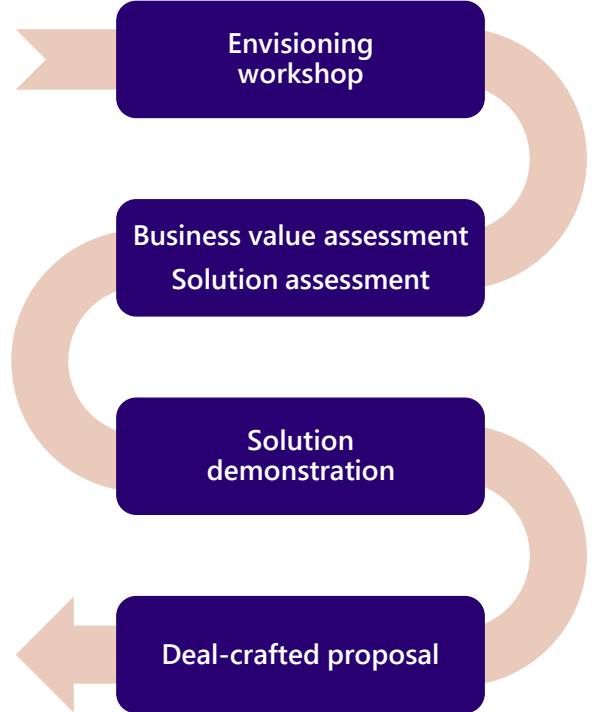 Envisioning
workshop
Business value assessment
Solution assessment
Solution
demonstration
Deal-crafted proposal